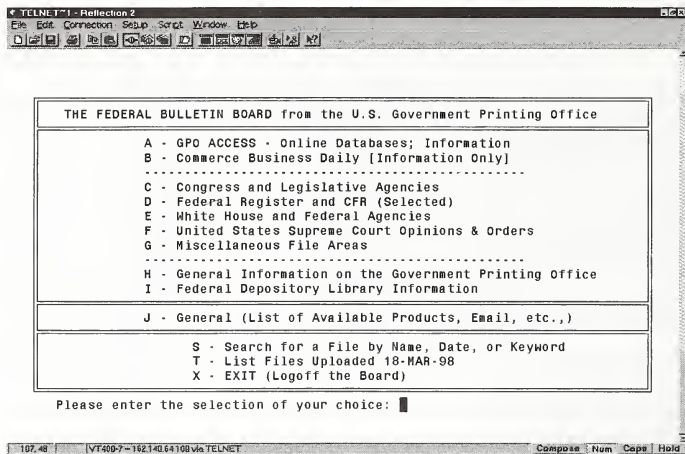 TELNET~1 - Reflection 2
File Edit Connection Setup Script Window Help
THE FEDERAL BULLETIN BOARD from the U.S. Government Printing Office
A - GPO ACCESS - Online Databases; Information
B - Commerce Business Daily [Information Only]
C - Congress and Legislative Agencies
D - Federal Register and CFR (Selected)
E - White House and Federal Agencies
F - United States Supreme Court Opinions & Orders
G - Miscellaneous File Areas
H - General Information on the Government Printing Office
I - Federal Depository Library Information
J - General (List of Available Products, Email, etc.,)
S - Search for a File by Name, Date, or Keyword
T - List Files Uploaded 18-MAR-98
X - EXIT (Logoff the Board)
Please enter the selection of your choice:
107, 48 VT400-7 - 162.140.64.108 via TELNET Compose Num Caps Hold